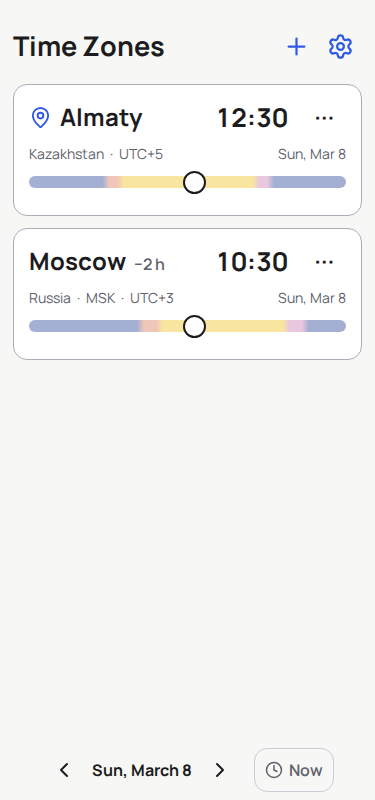 Time Zones
Almaty 12:30 ...
Kazakhstan · UTC+5 Sun, Mar 8
Moscow −2 h 10:30 ...
Russia · MSK · UTC+3 Sun, Mar 8
Sun, March 8 Now